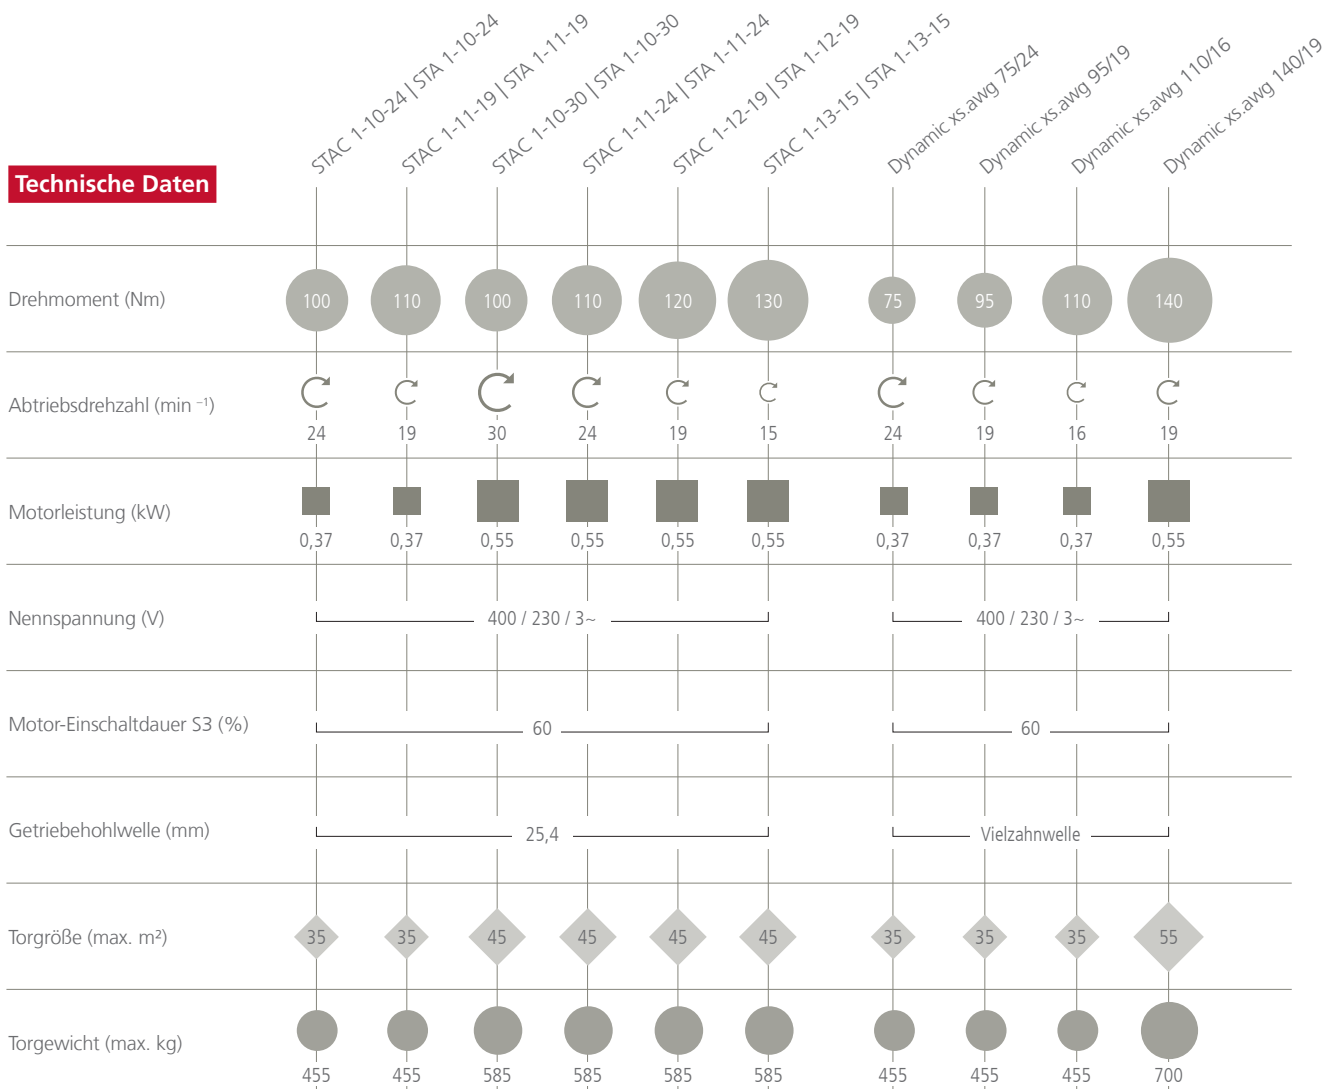 STAC 1-10-24 | STA 1-10-24
STAC 1-11-19 | STA 1-11-19
STAC 1-10-30 | STA 1-10-30
STAC 1-11-24 | STA 1-11-24
STAC 1-12-19 | STA 1-12-19
STAC 1-13-15 | STA 1-13-15
Dynamic xs.awg 75/24
Dynamic xs.awg 95/19
Dynamic xs.awg 110/16
Dynamic xs.awg 140/19
Technische Daten
Drehmoment (Nm) 100 110 100 110 120 130 75 95 110 140
Abtriebsdrehzahl (min ⁻¹) 24 19 30 24 19 15 24 19 16 19
Motorleistung (kW) 0,37 0,37 0,55 0,55 0,55 0,55 0,37 0,37 0,37 0,55
Nennspannung (V) 400 / 230 / 3~ 400 / 230 / 3~
Motor-Einschaltdauer S3 (%) 60 60
Getriebehohlwelle (mm) 25,4 Vielzahnwelle
Torgröße (max. m²) 35 35 45 45 45 45 35 35 35 55
Torgewicht (max. kg) 455 455 585 585 585 585 455 455 455 700